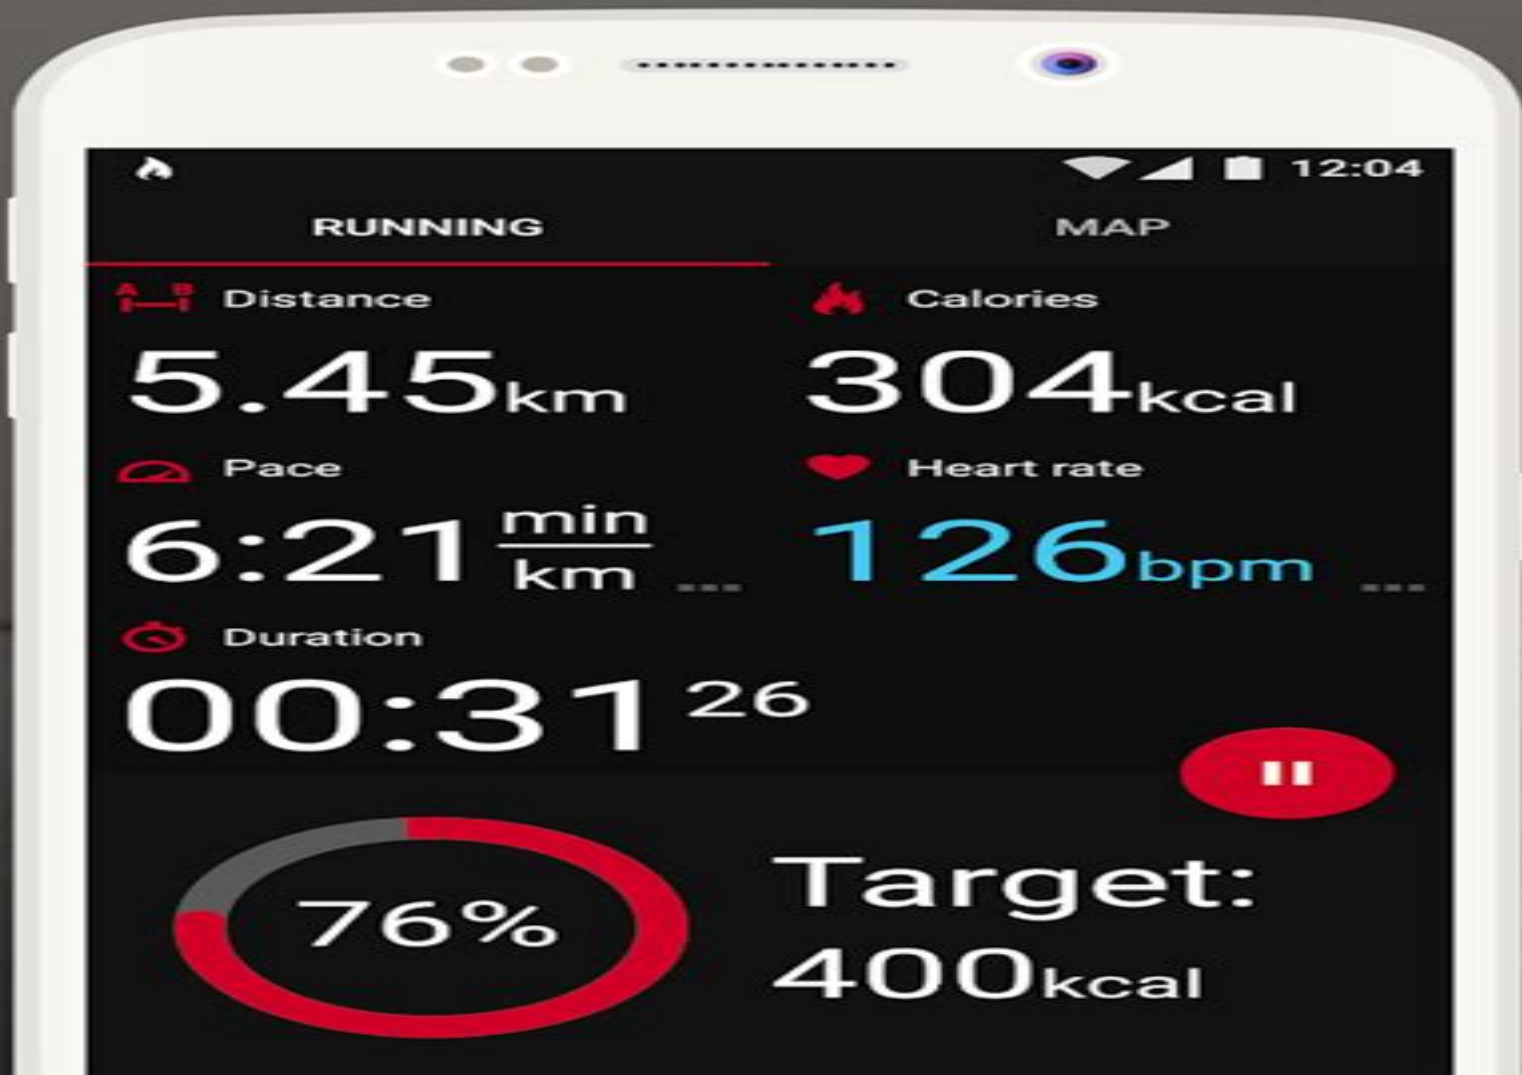 12:04
RUNNING MAP
A B Distance Calories
5.45km 304kcal
Pace Heart rate
6:21 min/km ... 126bpm ...
Duration
00:31 26
76%
Target:
400kcal